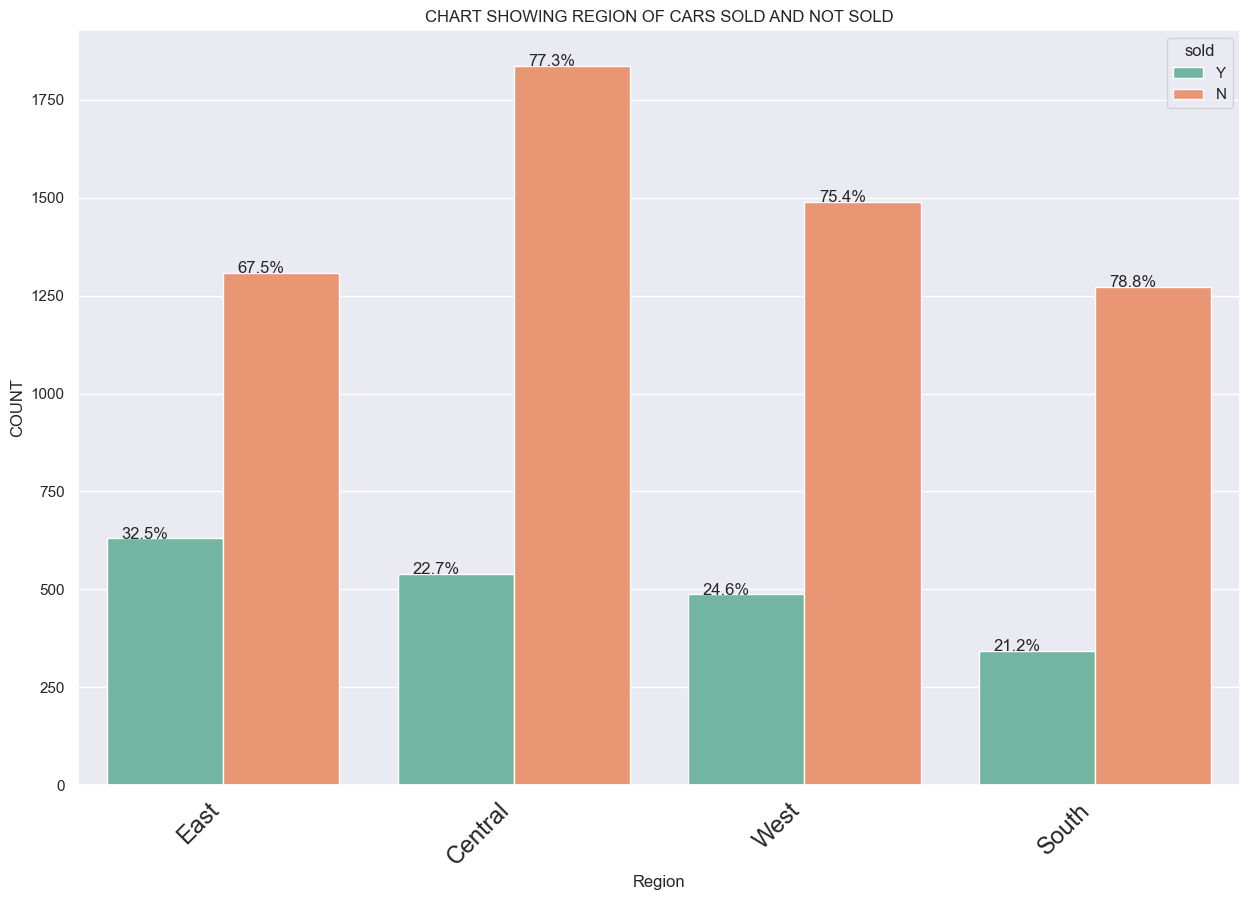 CHART SHOWING REGION OF CARS SOLD AND NOT SOLD
sold
Y
N
77.3%
1750
75.4%
1500
78.8%
67.5%
1250
COUNT
1000
750
32.5%
22.7%
24.6%
500
21.2%
250
0
East
Central
West
South
Region